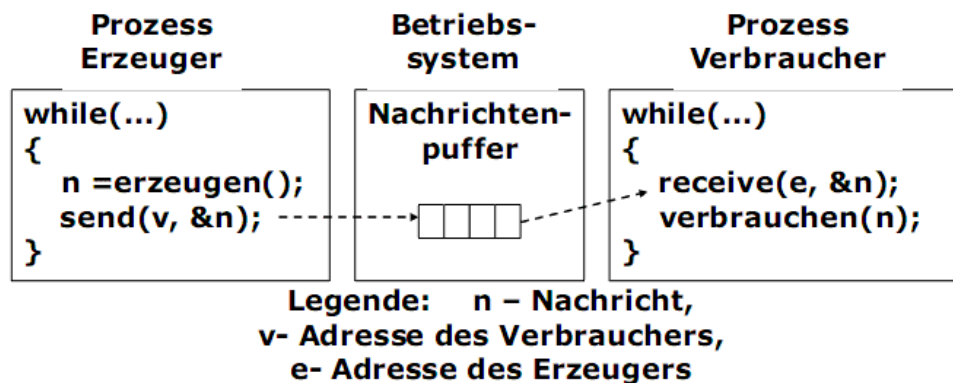 Prozess
Erzeuger
Betriebs-
system
Prozess
Verbraucher
while(...)
{
n =erzeugen();
send(v, &n);
}
Nachrichten-
puffer
while(...)
{
receive(e, &n);
verbrauchen(n);
}
Legende: n – Nachricht,
v- Adresse des Verbrauchers,
e- Adresse des Erzeugers